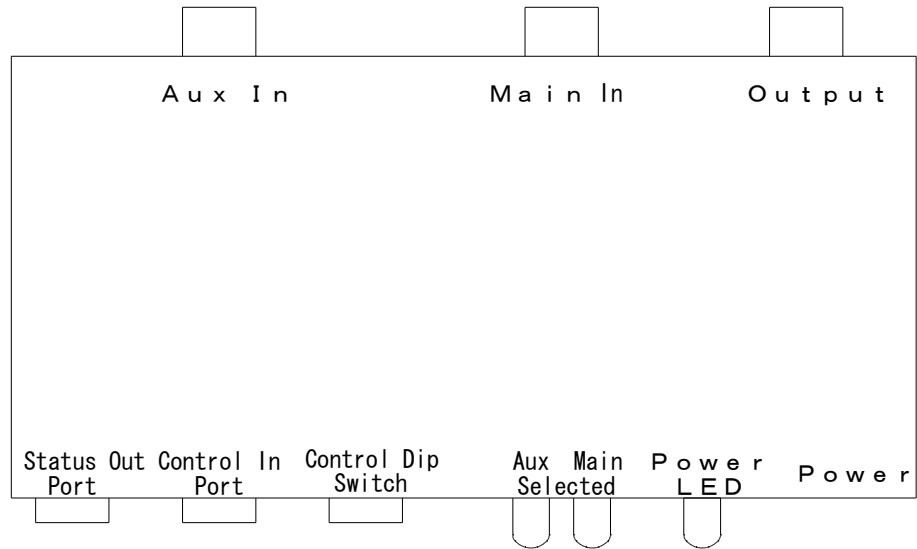 Aux In
Main In
Output
Status Out
Port
Control In
Port
Control Dip
Switch
Aux Main
Selected
Power
LED
Power